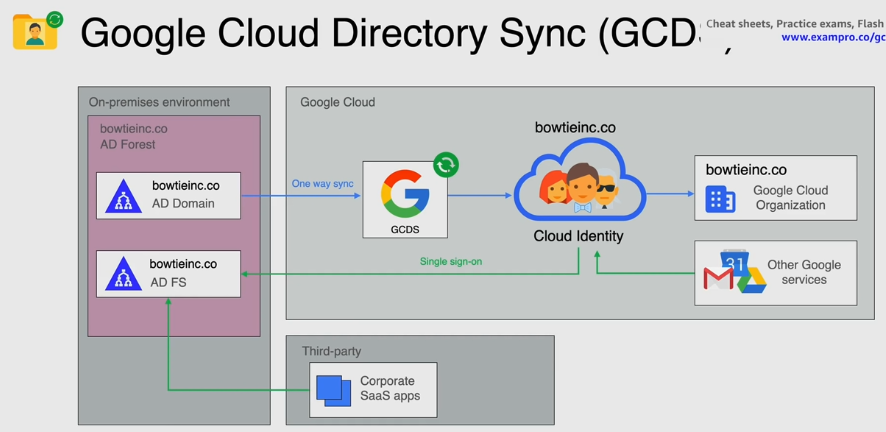 Google Cloud Directory Sync (GCDS)
Cheat sheets, Practice exams, Flash
www.exampro.co/gc
On-premises environment
bowtieinc.co
AD Forest
bowtieinc.co
AD Domain
bowtieinc.co
AD FS
One way sync
Google Cloud
GCDS
bowtieinc.co
Cloud Identity
bowtieinc.co
Google Cloud
Organization
31
Other Google
services
Single sign-on
Third-party
Corporate
SaaS apps